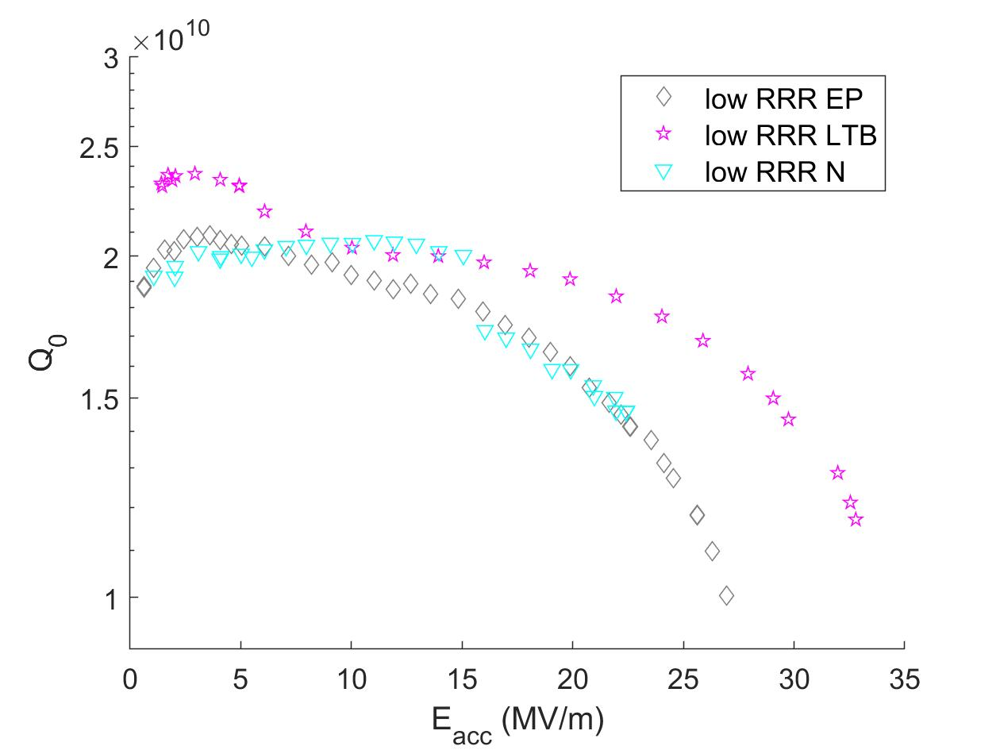 ×10^10
3
2.5
2
1.5
1
Q_0
low RRR EP
low RRR LTB
low RRR N
0 5 10 15 20 25 30 35
E_acc (MV/m)